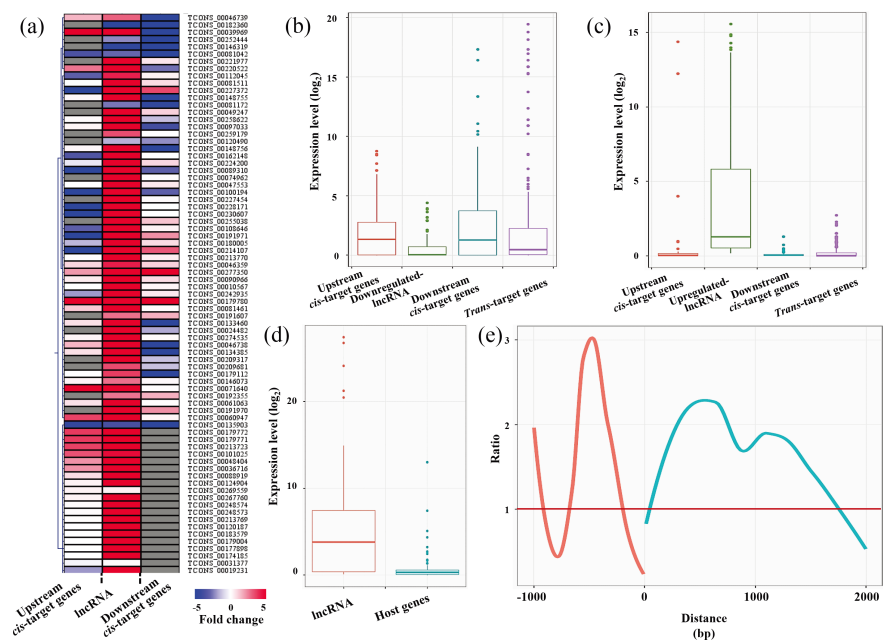 (a)
TCONS_00046739
TCONS_00182360
TCONS_00039969
TCONS_00252444
TCONS_00146319
TCONS_00081042
TCONS_00221977
TCONS_00220522
TCONS_00112045
TCONS_00081511
TCONS_00227372
TCONS_00148755
TCONS_00081172
TCONS_00049247
TCONS_00258622
TCONS_00097033
TCONS_00259179
TCONS_00120490
TCONS_00148756
TCONS_00162148
TCONS_00224200
TCONS_00089310
TCONS_00074962
TCONS_00047553
TCONS_00100194
TCONS_00227454
TCONS_00228171
TCONS_00230607
TCONS_00255038
TCONS_00108646
TCONS_00191971
TCONS_00180005
TCONS_00214107
TCONS_00213770
TCONS_00046359
TCONS_00277350
TCONS_00090966
TCONS_00010567
TCONS_00242935
TCONS_00179780
TCONS_00081461
TCONS_00191607
TCONS_00133460
TCONS_00024482
TCONS_00274535
TCONS_00046738
TCONS_00134385
TCONS_00209317
TCONS_00209681
TCONS_00179112
TCONS_00146073
TCONS_00071640
TCONS_00192355
TCONS_00061063
TCONS_00191970
TCONS_00060947
TCONS_00135903
TCONS_00179772
TCONS_00179771
TCONS_00213723
TCONS_00101025
TCONS_00048404
TCONS_00036716
TCONS_00088919
TCONS_00124904
TCONS_00269559
TCONS_00267760
TCONS_00248574
TCONS_00248573
TCONS_00213769
TCONS_00120187
TCONS_00183579
TCONS_00179004
TCONS_00177898
TCONS_00174185
TCONS_00031377
TCONS_00019231
Upstream
cis-target genes
lncRNA
Downstream
cis-target genes
-5 0 5
Fold change
(b)
Expression level (log2)
20
15
10
5
0
Upstream
cis-target genes
Downregulated-
lncRNA
Downstream
cis-target genes
Trans-target genes
(c)
Expression level (log2)
15
10
5
0
Upstream
cis-target genes
Upregulated-
lncRNA
Downstream
cis-target genes
Trans-target genes
(d)
Expression level (log2)
20
10
0
lncRNA
Host genes
(e)
Ratio
3
2
1
-1000 0 1000 2000
Distance
(bp)